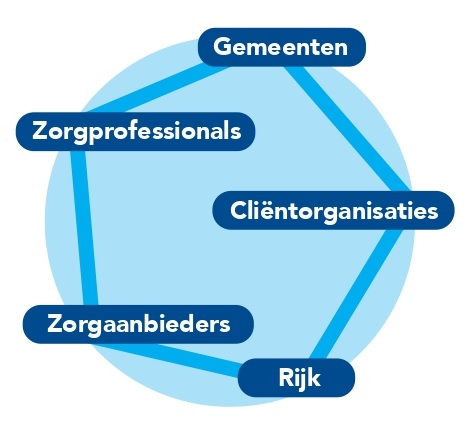 Gemeenten
Zorgprofessionals
Cliëntorganisaties
Zorgaanbieders
Rijk